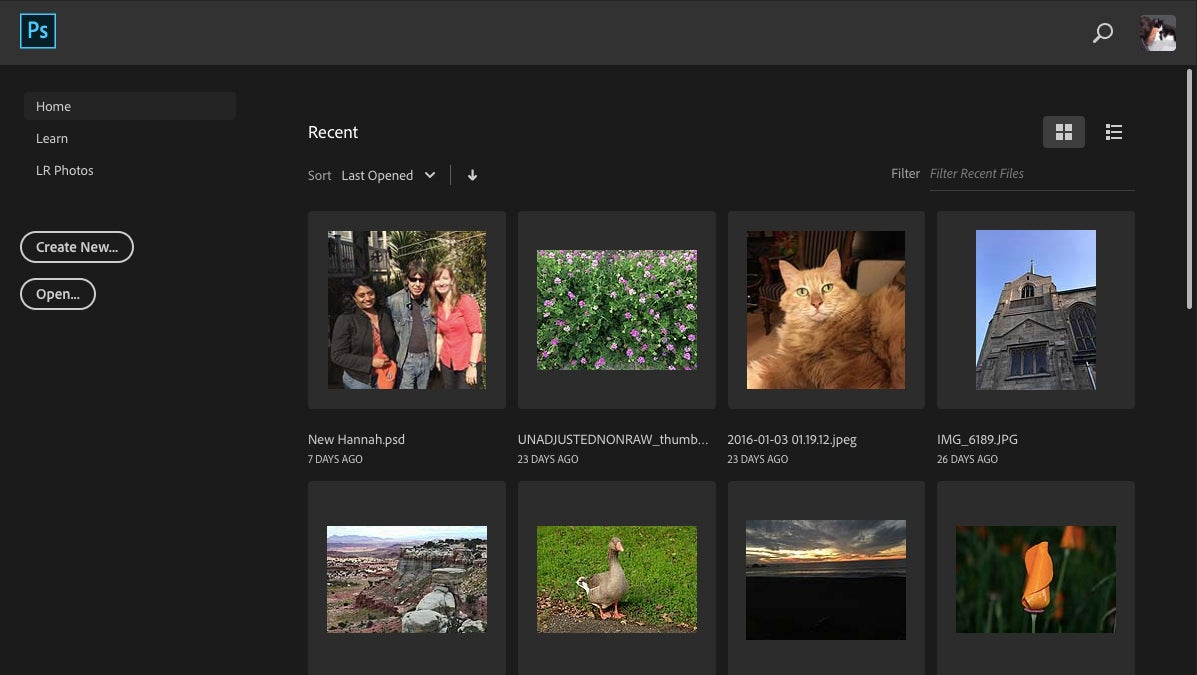 Ps
Home
Learn
LR Photos
Create New...
Open...
Recent
Sort Last Opened
Filter Filter Recent Files
New Hannah.psd
7 DAYS AGO
UNADJUSTEDNONRAW_thumb...
23 DAYS AGO
2016-01-03 01.19.12.jpeg
23 DAYS AGO
IMG_6189.JPG
26 DAYS AGO